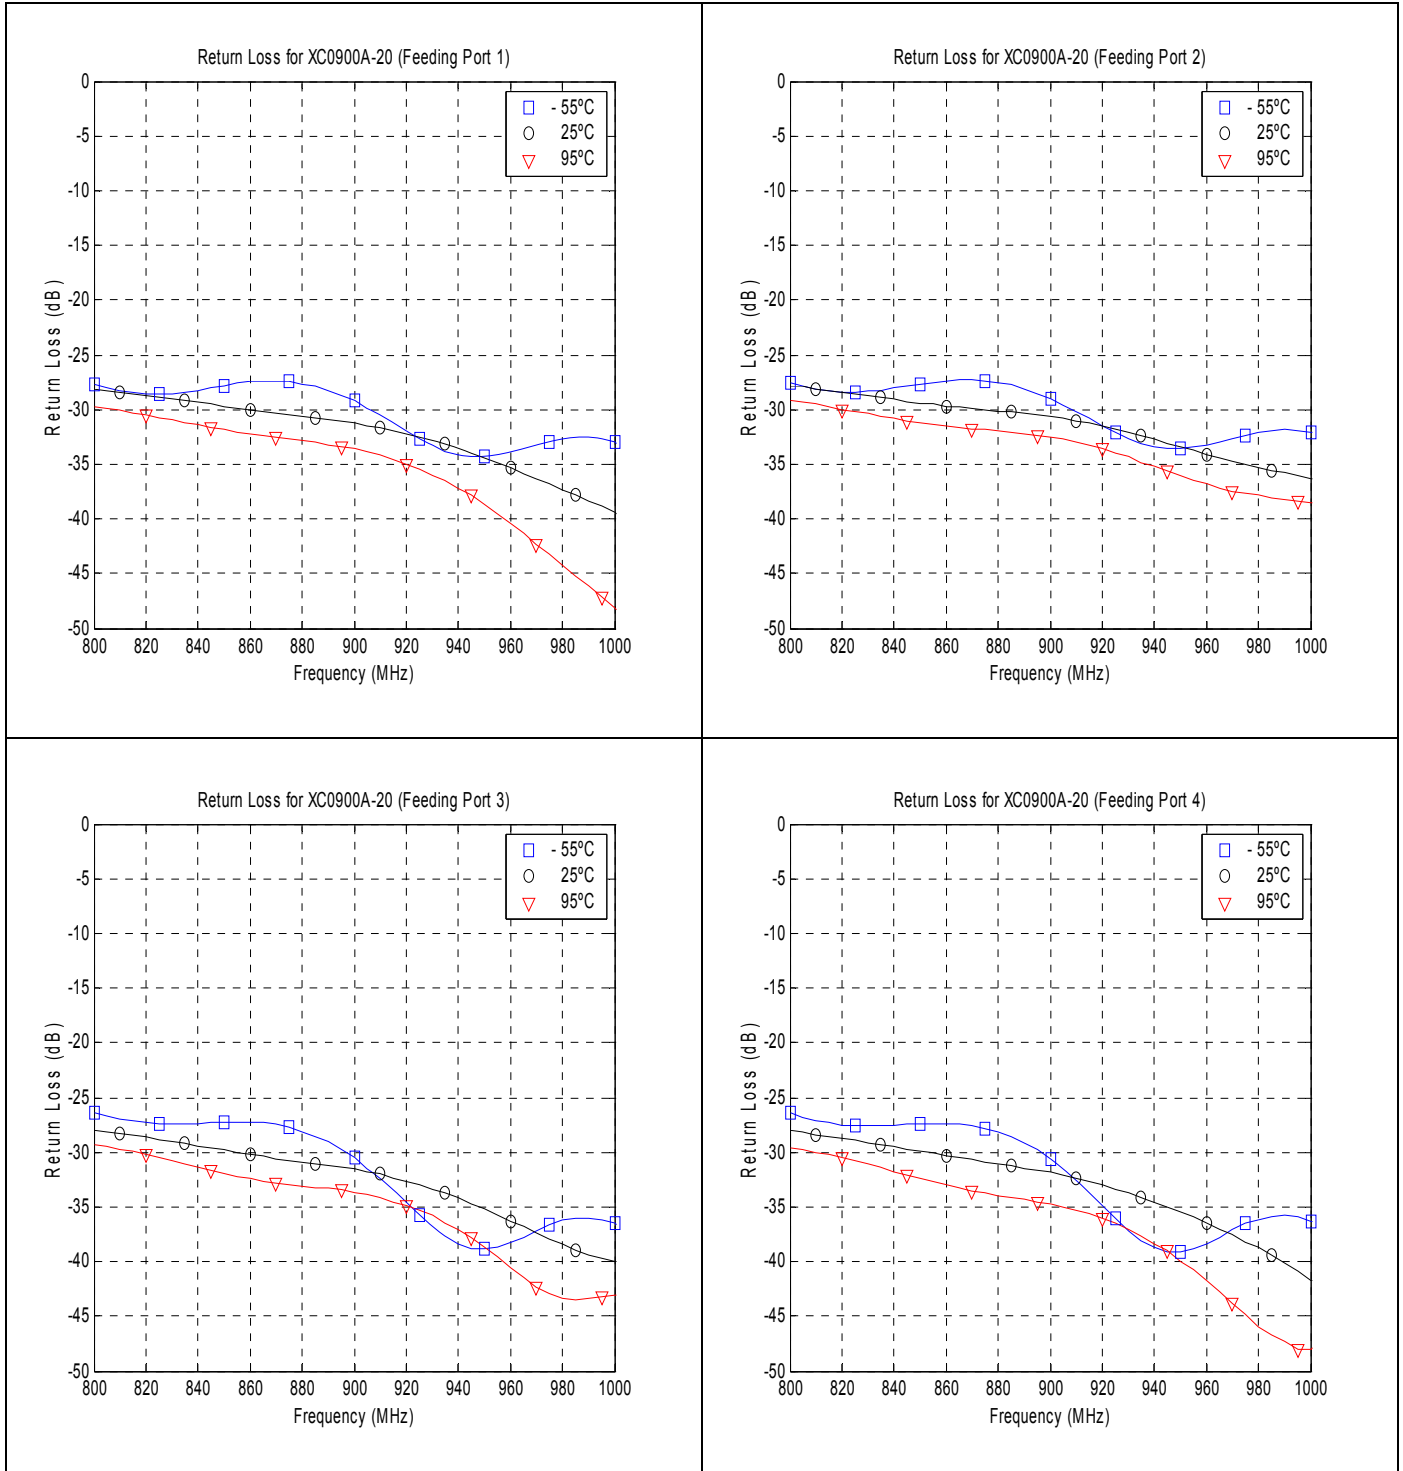 Return Loss for XC0900A-20 (Feeding Port 1)
0
-5
-10
-15
-20
-25
-30
-35
-40
-45
-50
Return Loss (dB)
- 55ºC
25ºC
95ºC
800 820 840 860 880 900 920 940 960 980 1000
Frequency (MHz)
Return Loss for XC0900A-20 (Feeding Port 2)
0
-5
-10
-15
-20
-25
-30
-35
-40
-45
-50
Return Loss (dB)
- 55ºC
25ºC
95ºC
800 820 840 860 880 900 920 940 960 980 1000
Frequency (MHz)
Return Loss for XC0900A-20 (Feeding Port 3)
0
-5
-10
-15
-20
-25
-30
-35
-40
-45
-50
Return Loss (dB)
- 55ºC
25ºC
95ºC
800 820 840 860 880 900 920 940 960 980 1000
Frequency (MHz)
Return Loss for XC0900A-20 (Feeding Port 4)
0
-5
-10
-15
-20
-25
-30
-35
-40
-45
-50
Return Loss (dB)
- 55ºC
25ºC
95ºC
800 820 840 860 880 900 920 940 960 980 1000
Frequency (MHz)